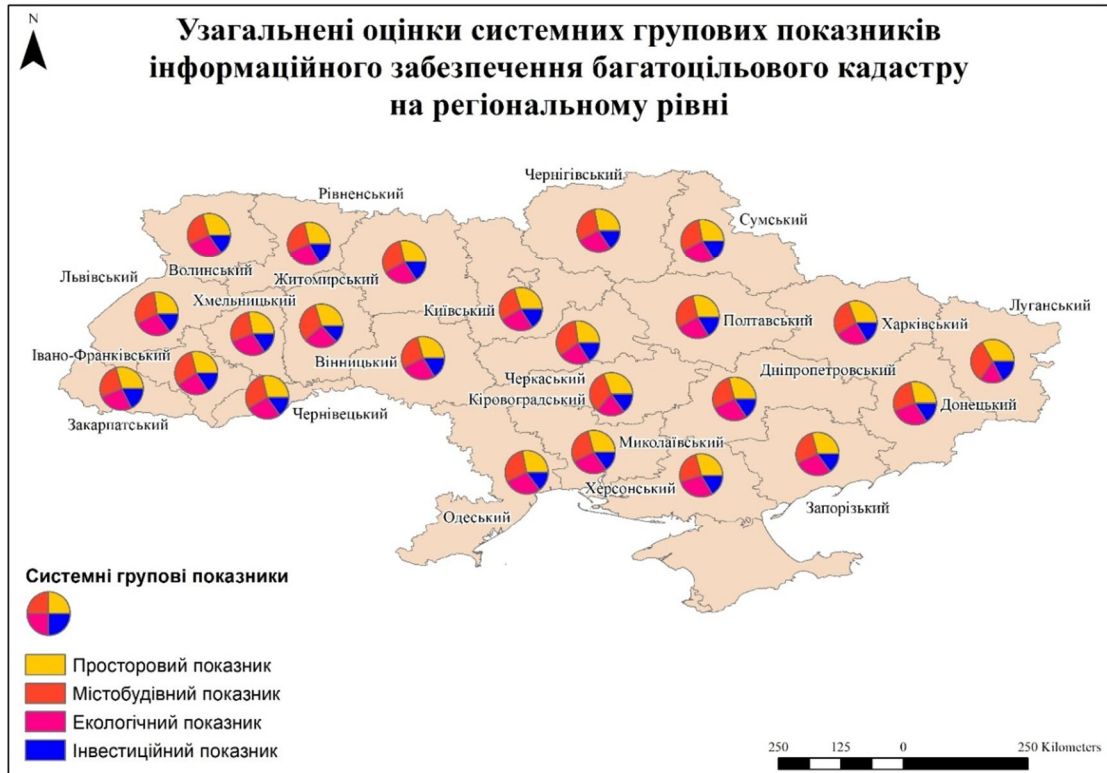 N
Узагальнені оцінки системних групових показників
інформаційного забезпечення багатоцільового кадастру
на регіональному рівні
Чернігівський
Рівненський
Сумський
Волинський
Львівський
Житомирський
Хмельницький
Київський
Полтавський
Харківський
Луганський
Івано-Франківський
Вінницький
Черкаський
Дніпропетровський
Кіровоградський
Донецький
Закарпатський
Чернівецький
Миколаївський
Херсонський
Запорізький
Одеський
Системні групові показники
Просторовий показник
Містобудівний показник
Екологічний показник
Інвестиційний показник
250 125 0 250 Kilometers